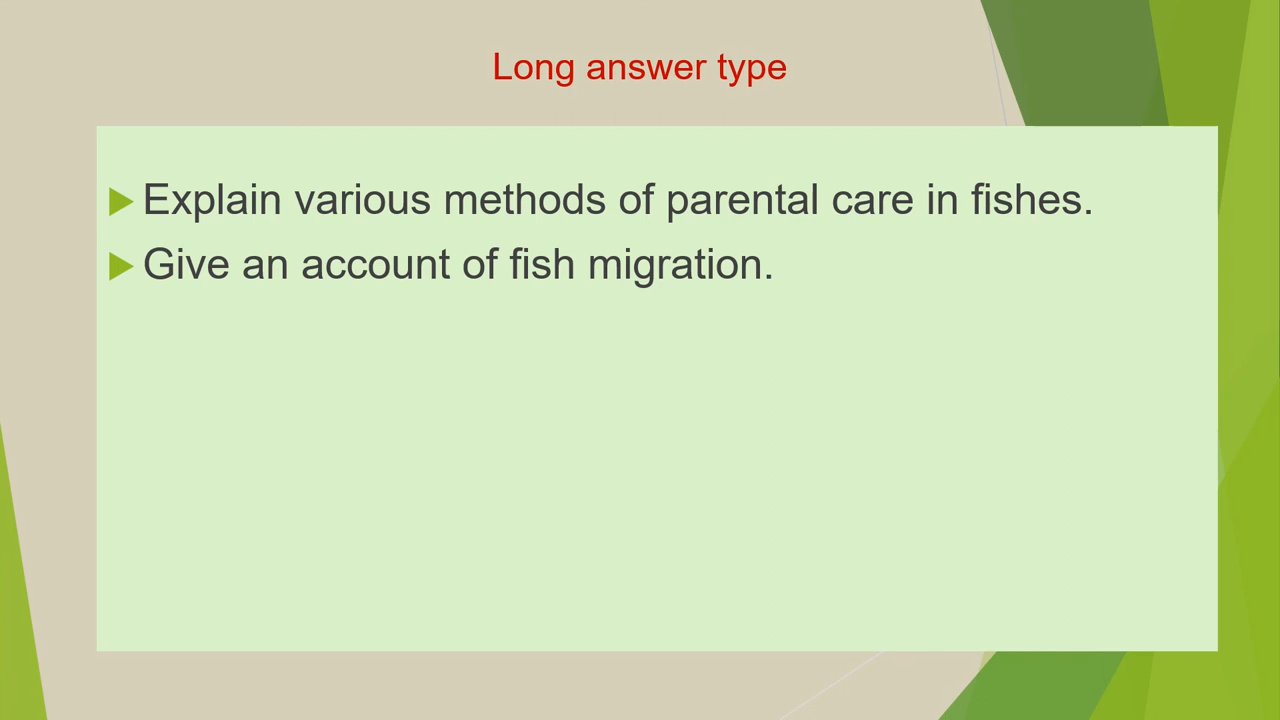 Long answer type
Explain various methods of parental care in fishes.
Give an account of fish migration.